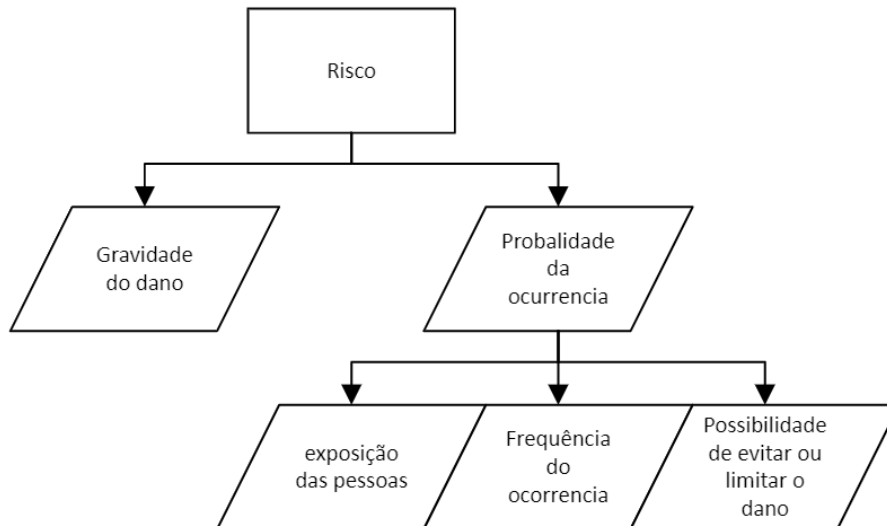 Risco
Gravidade
do dano
Probalidade
da
ocurrencia
exposição
das pessoas
Frequência
do
ocorrencia
Possibilidade
de evitar ou
limitar o
dano